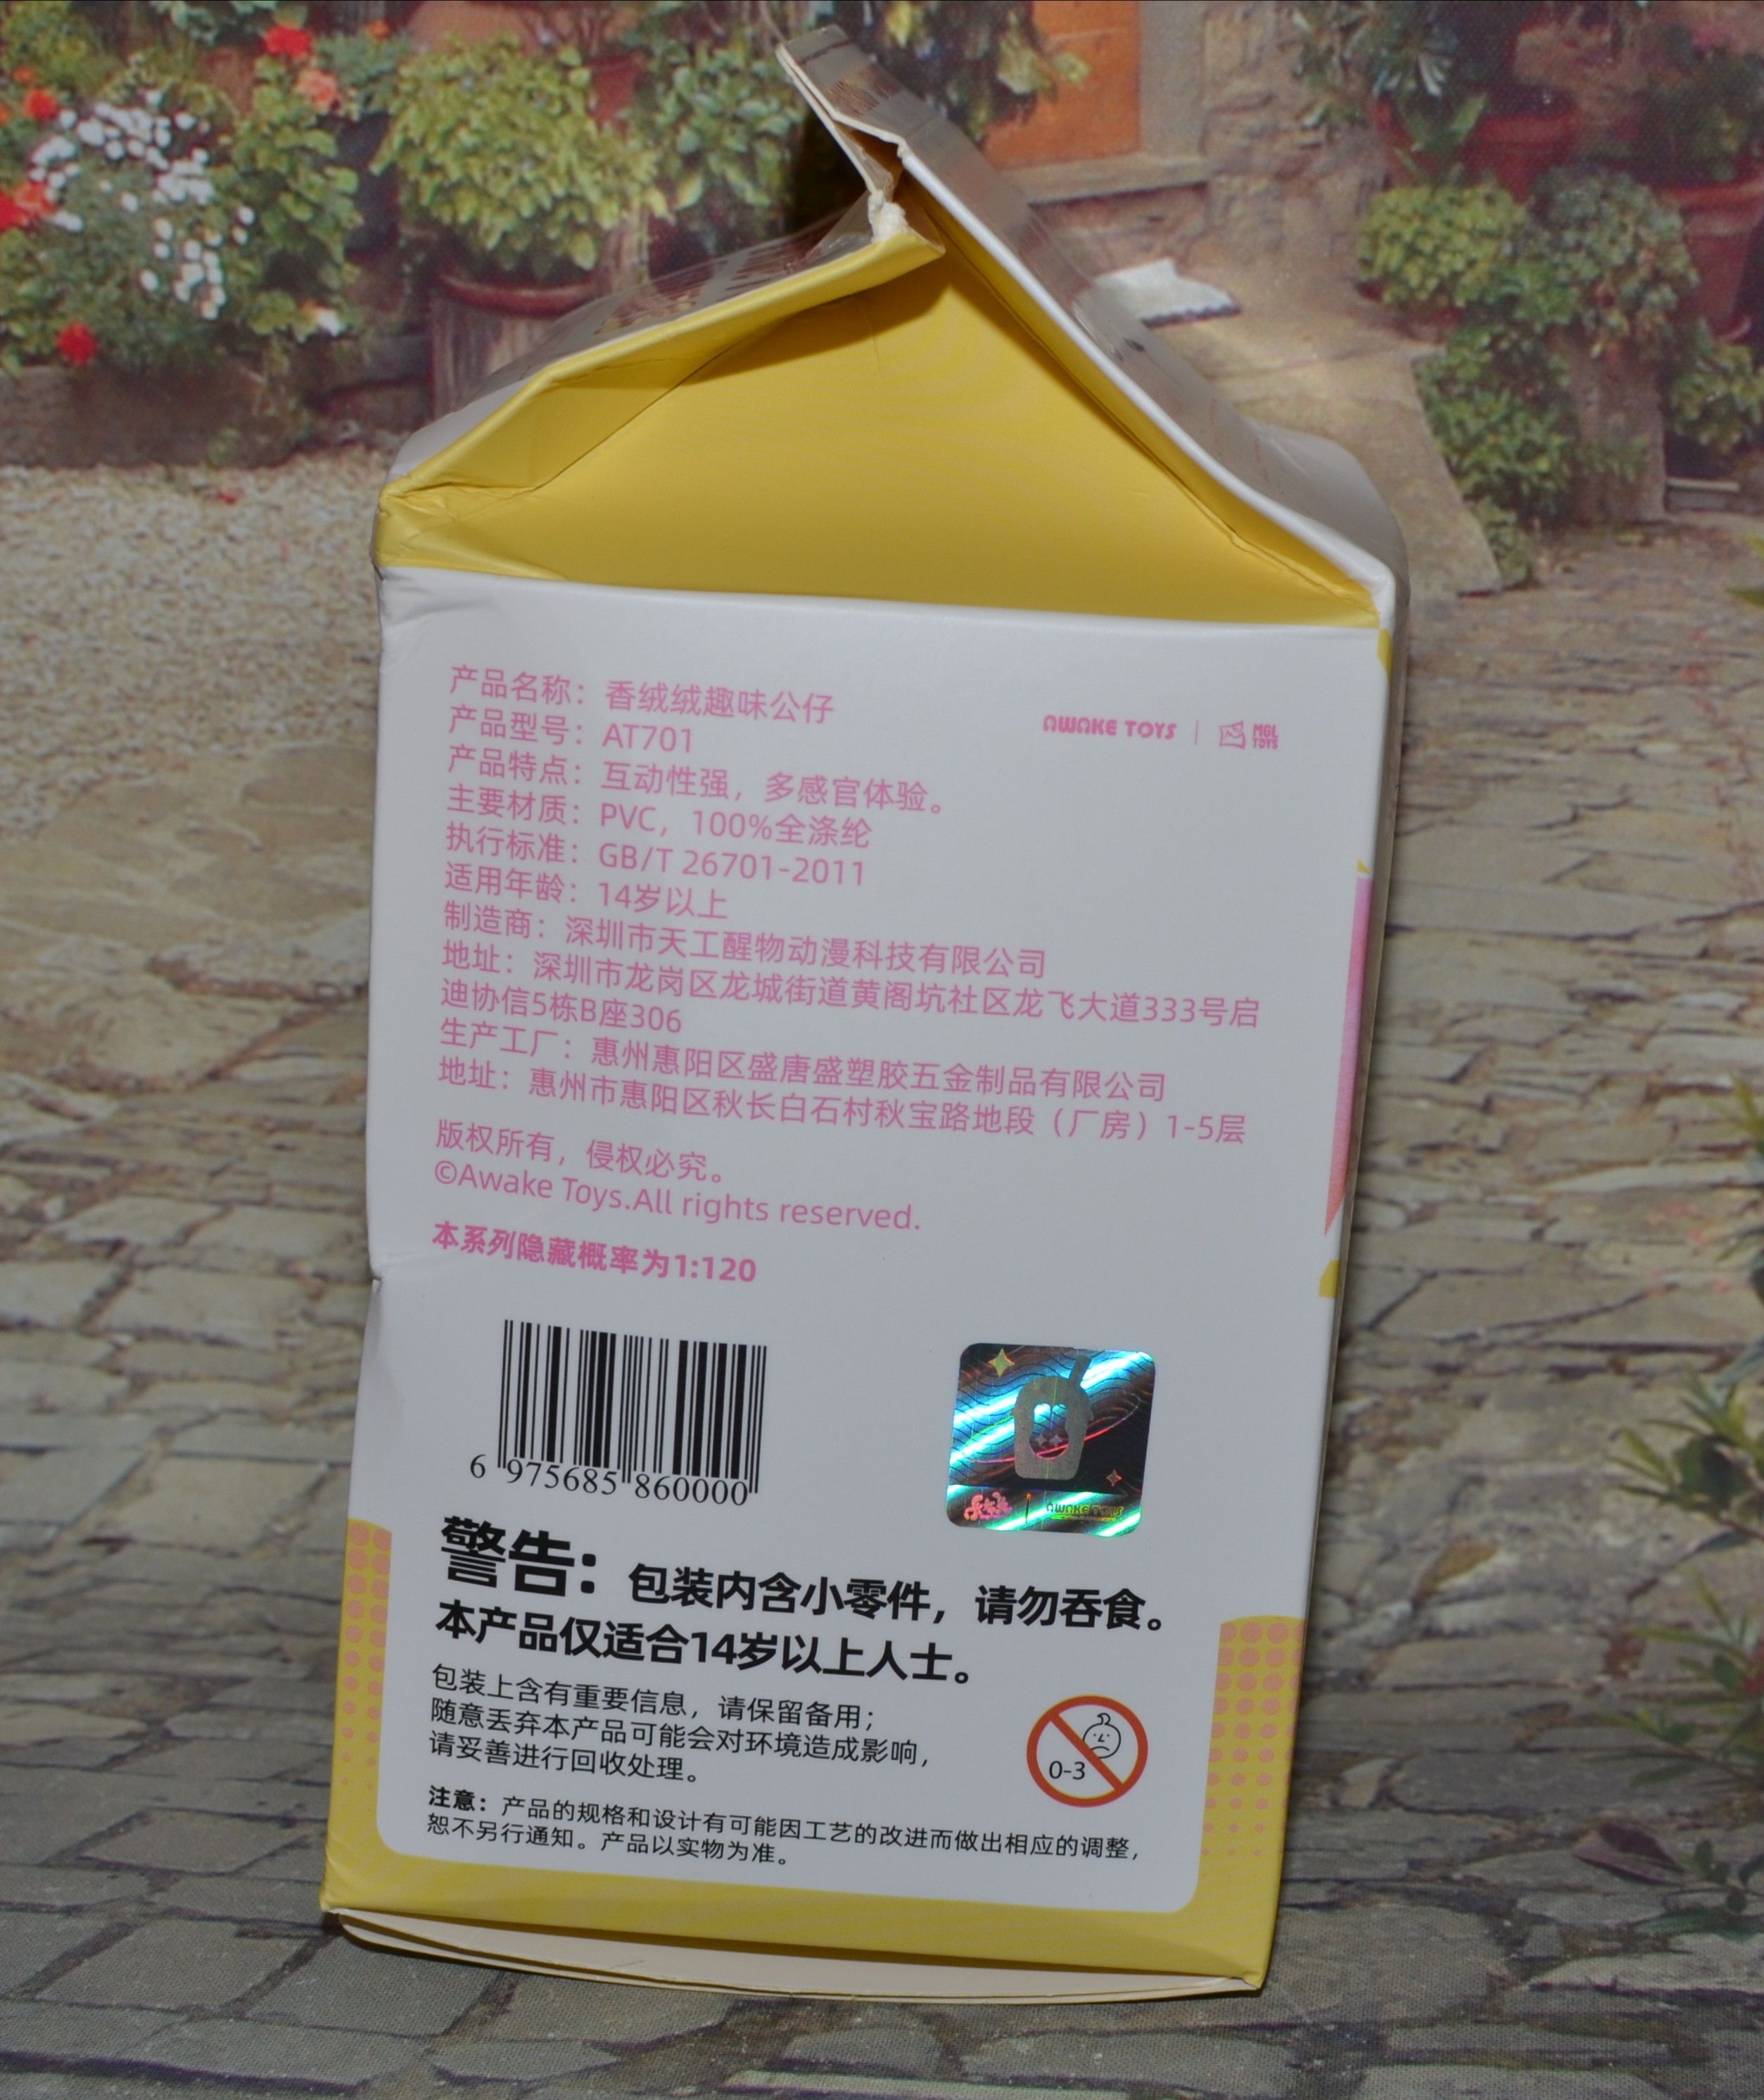 产品名称：香绒绒趣味公仔
AWAKE TOYS | MGL TOYS
产品型号：AT701
产品特点：互动性强，多感官体验。
主要材质：PVC，100%全涤纶
执行标准：GB/T 26701-2011
适用年龄：14岁以上
制造商：深圳市天工醒物动漫科技有限公司
地址：深圳市龙岗区龙城街道黄阁坑社区龙飞大道333号启
迪协信5栋B座306
生产工厂：惠州惠阳区盛唐盛塑胶五金制品有限公司
地址：惠州市惠阳区秋长白石村秋宝路地段（厂房）1-5层
版权所有，侵权必究。
©Awake Toys.All rights reserved.
本系列隐藏概率为1:120
6 975685 860000
AWAKE TOYS
警告：包装内含小零件，请勿吞食。
本产品仅适合14岁以上人士。
包装上含有重要信息，请保留备用；
随意丢弃本产品可能会对环境造成影响，
请妥善进行回收处理。
0-3
注意：产品的规格和设计有可能因工艺的改进而做出相应的调整，
恕不另行通知。产品以实物为准。